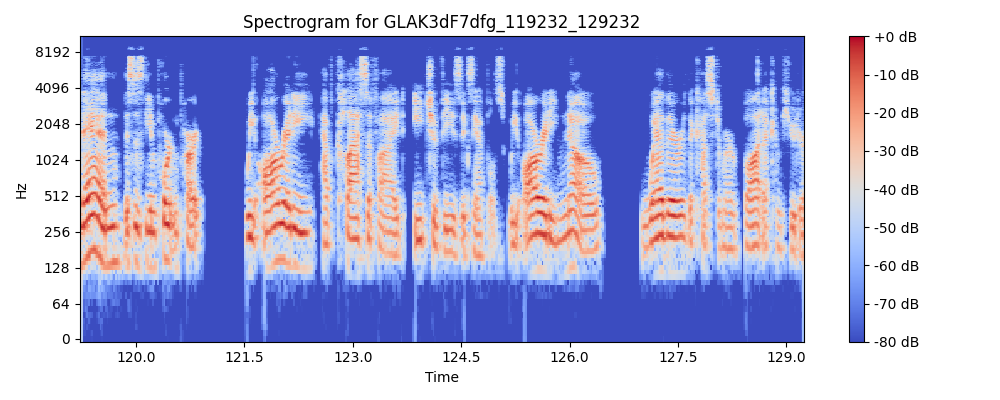 Spectrogram for GLAK3dF7dfg_119232_129232
8192
4096
2048
1024
512
256
128
64
0
Hz
120.0 121.5 123.0 124.5 126.0 127.5 129.0
Time
+0 dB
-10 dB
-20 dB
-30 dB
-40 dB
-50 dB
-60 dB
-70 dB
-80 dB